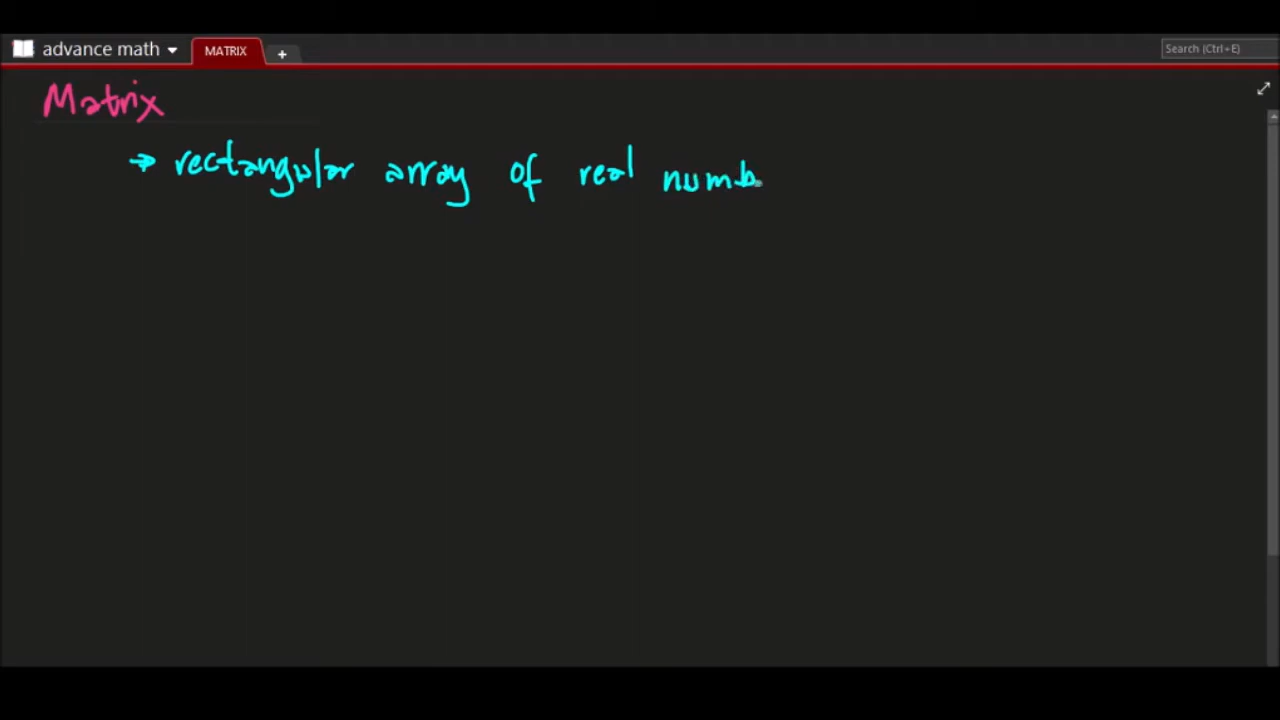 advance math
MATRIX
+
Search (Ctrl+E)
Matrix
→ rectangular array of real numb